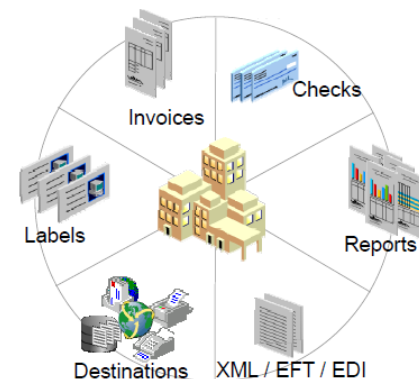 Checks
Invoices
Labels
Reports
Destinations
XML / EFT / EDI